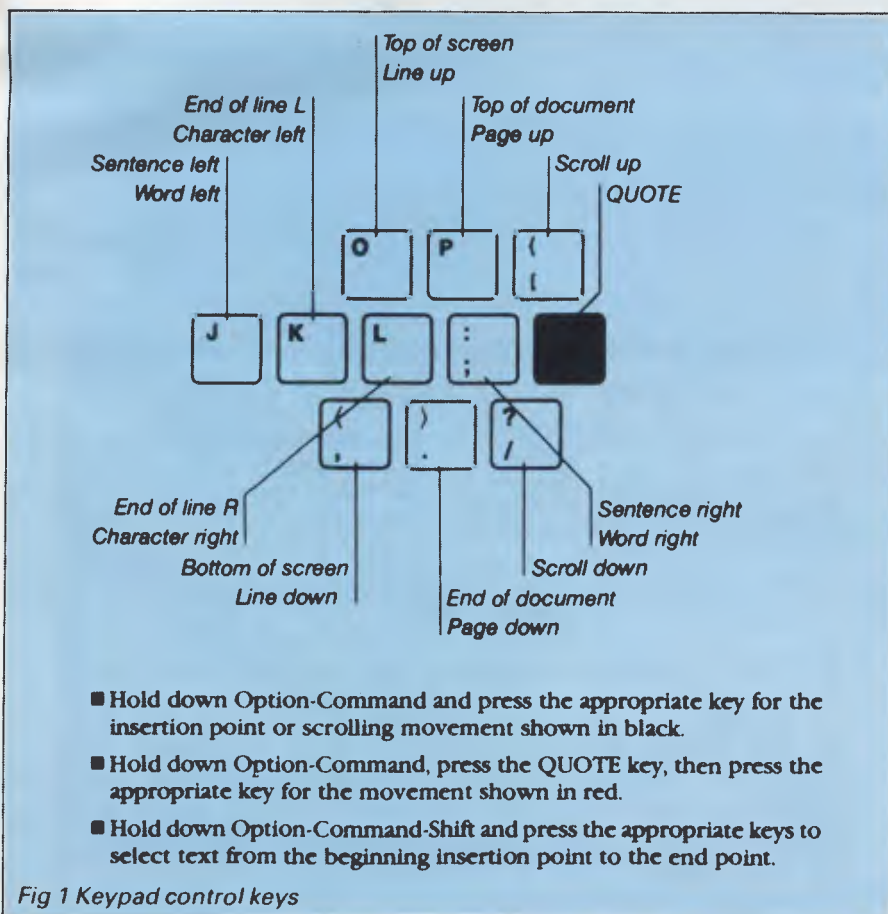 Top of screen
Line up
End of line L
Character left
Top of document
Page up
Sentence left
Word left
Scroll up
QUOTE
O
P
{
[
J
K
L
:
;
(
,
)
.
?
/
End of line R
Character right
Bottom of screen
Line down
End of document
Page down
Sentence right
Word right
Scroll down
■ Hold down Option-Command and press the appropriate key for the
insertion point or scrolling movement shown in black.
■ Hold down Option-Command, press the QUOTE key, then press the
appropriate key for the movement shown in red.
■ Hold down Option-Command-Shift and press the appropriate keys to
select text from the beginning insertion point to the end point.
Fig 1 Keypad control keys